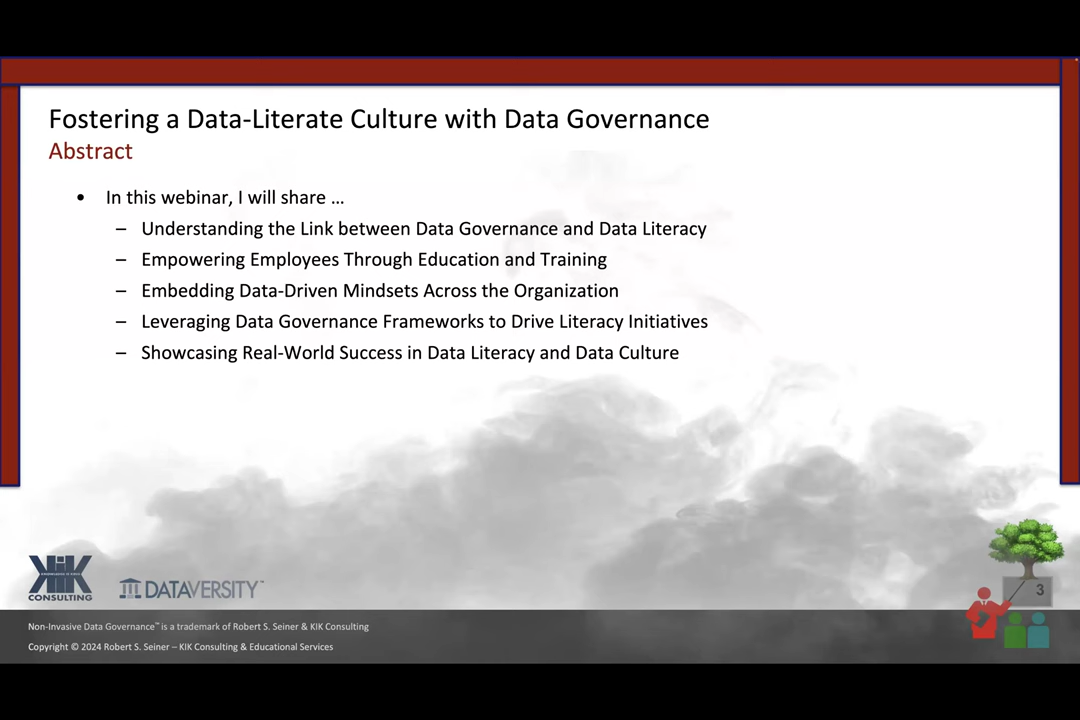 Fostering a Data-Literate Culture with Data Governance
Abstract
• In this webinar, I will share …
– Understanding the Link between Data Governance and Data Literacy
– Empowering Employees Through Education and Training
– Embedding Data-Driven Mindsets Across the Organization
– Leveraging Data Governance Frameworks to Drive Literacy Initiatives
– Showcasing Real-World Success in Data Literacy and Data Culture
KIK
CONSULTING
DATAVERSITY™
3
Non-Invasive Data Governance™ is a trademark of Robert S. Seiner & KIK Consulting
Copyright © 2024 Robert S. Seiner – KIK Consulting & Educational Services